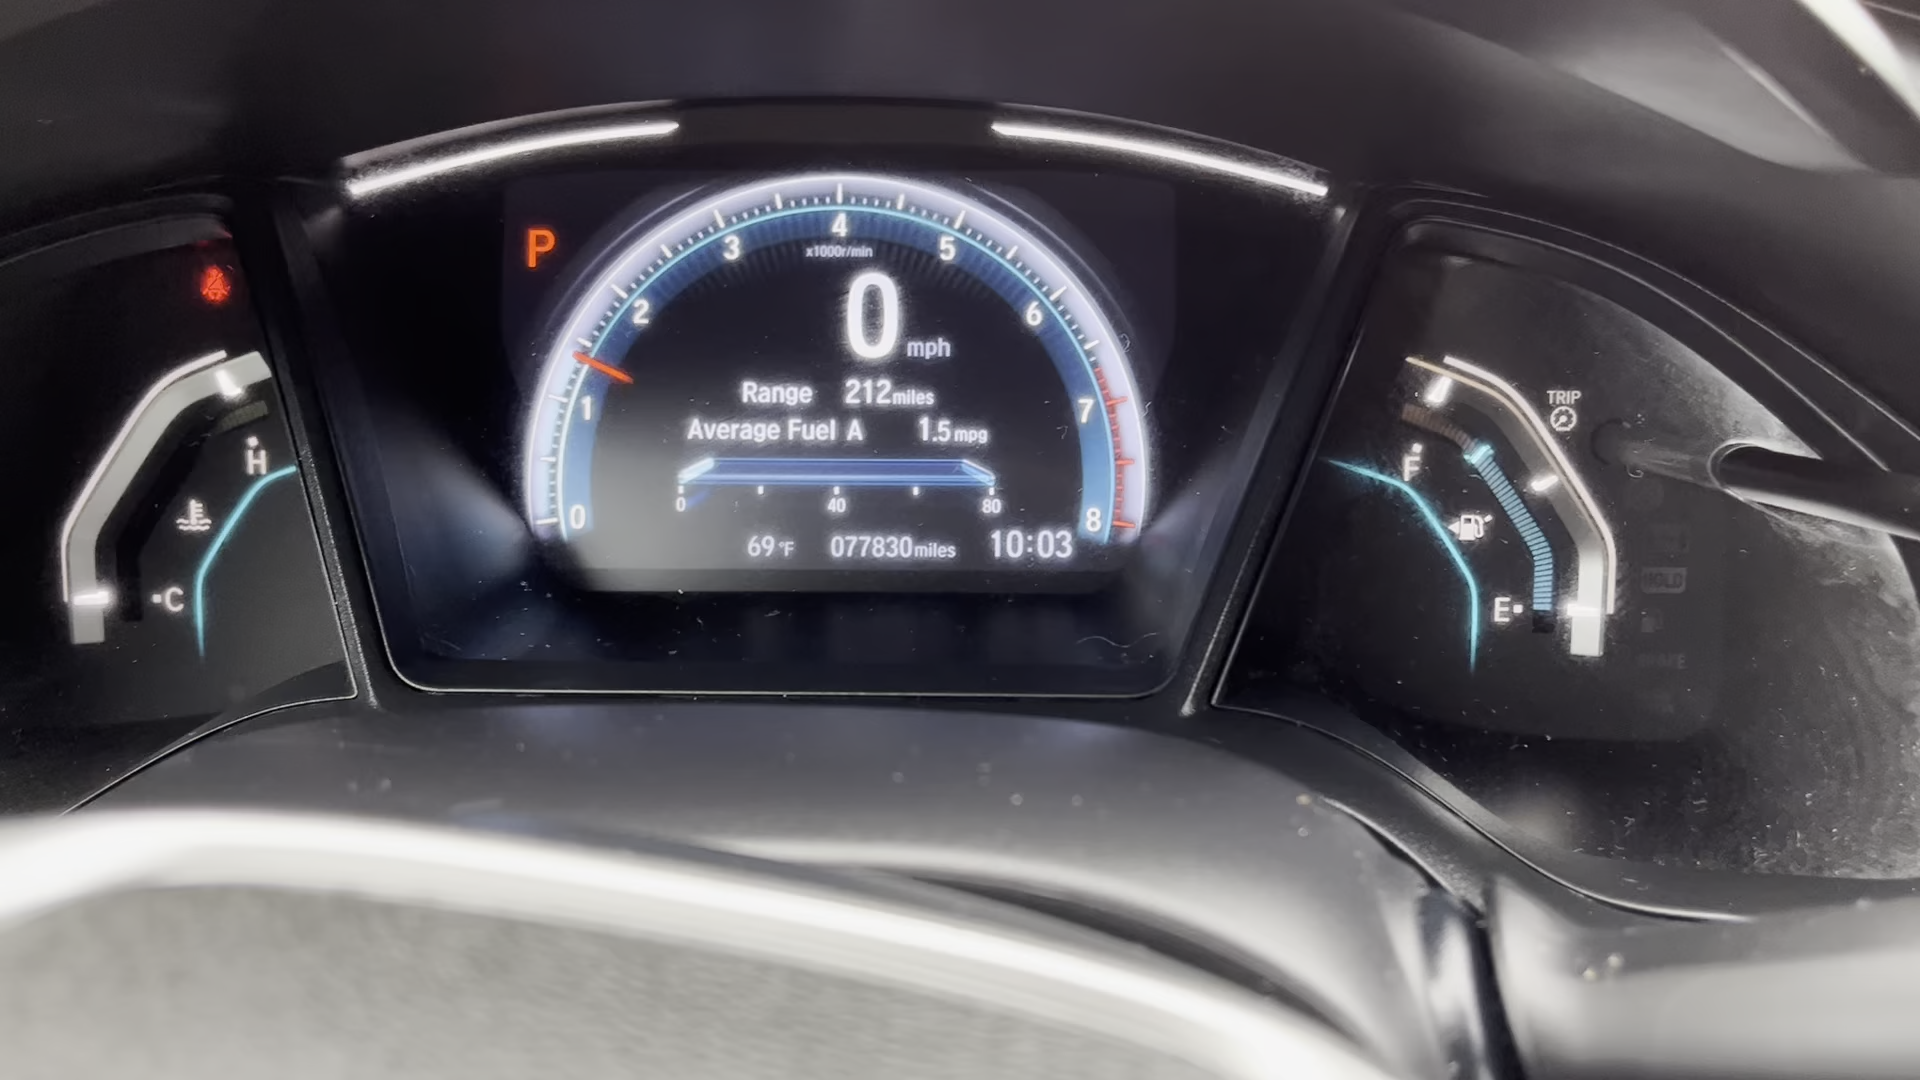 P
4
3
5
x1000r/min
2
6
0 mph
Range 212 miles
1
7
Average Fuel A 1.5 mpg
0
40
80
0
8
69 °F 077830 miles 10:03
H
C
TRIP
F
E
HOLD